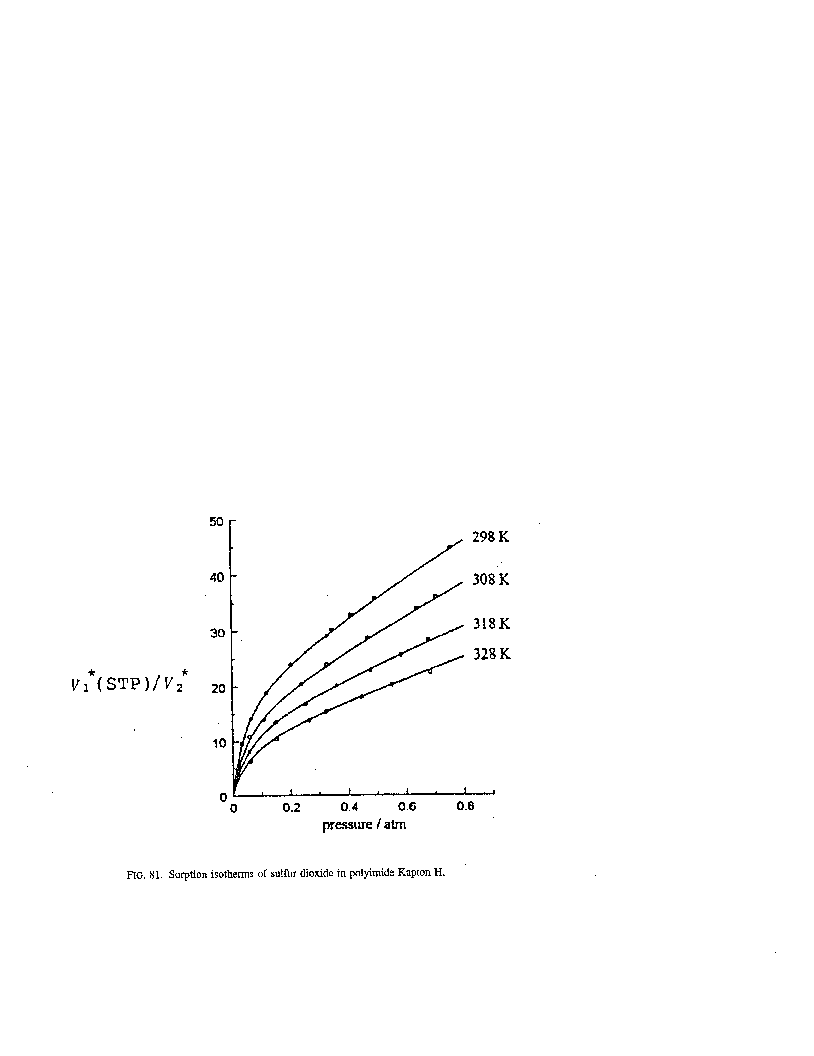 50
298 K
40
308 K
318 K
30
328 K
V₁*(STP)/V₂*
20
10
0
0 0.2 0.4 0.6 0.8
pressure / atm
FIG. 81. Sorption isotherms of sulfur dioxide in polyimide Kapton H.